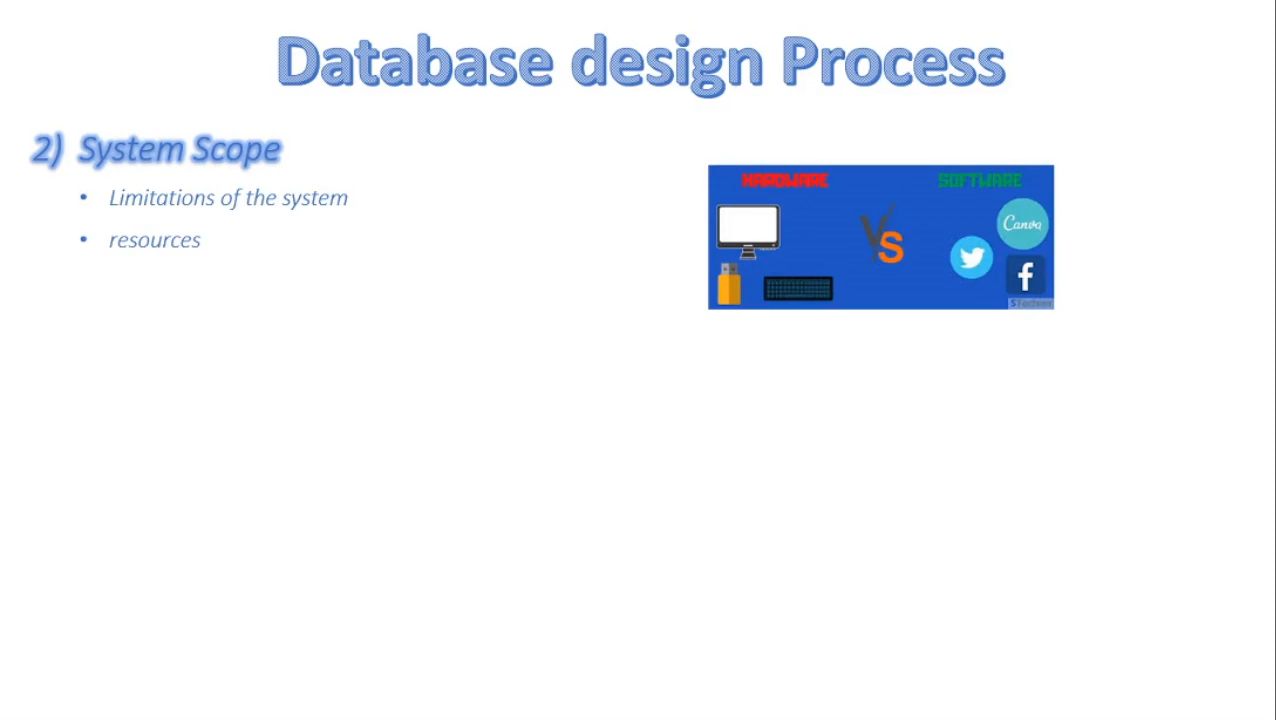 Database design Process
2) System Scope
• Limitations of the system
• resources
HARDWARE
SOFTWARE
VS
Canva
f